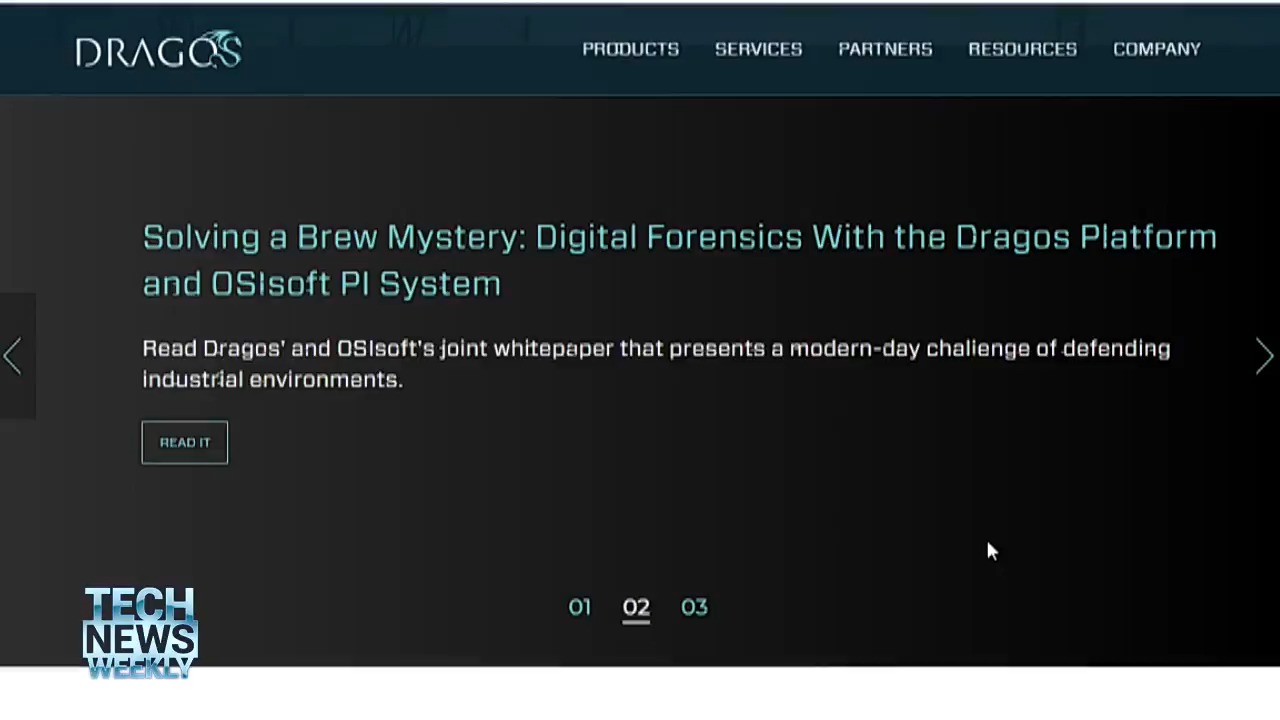 DRAGOS
PRODUCTS SERVICES PARTNERS RESOURCES COMPANY
Solving a Brew Mystery: Digital Forensics With the Dragos Platform
and OSIsoft PI System
Read Dragos' and OSIsoft's joint whitepaper that presents a modern-day challenge of defending
industrial environments.
READ IT
01 02 03
TECH
NEWS
WEEKLY